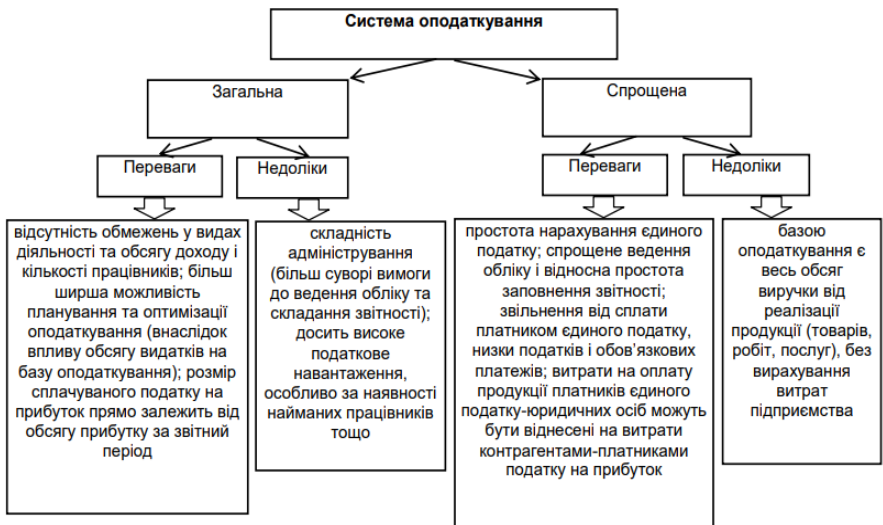 Система оподаткування
Загальна
Спрощена
Переваги
Недоліки
Переваги
Недоліки
відсутність обмежень у видах
діяльності та обсягу доходу і
кількості працівників; більш
ширша можливість
планування та оптимізації
оподаткування (внаслідок
впливу обсягу видатків на
базу оподаткування); розмір
сплачуваного податку на
прибуток прямо залежить від
обсягу прибутку за звітний
період
складність
адміністрування
(більш суворі вимоги
до ведення обліку та
складання звітності);
досить високе
податкове
навантаження,
особливо за наявності
найманих працівників
тощо
простота нарахування єдиного
податку; спрощене ведення
обліку і відносна простота
заповнення звітності;
звільнення від сплати
платником єдиного податку,
низки податків і обов’язкових
платежів; витрати на оплату
продукції платників єдиного
податку-юридичних осіб можуть
бути віднесені на витрати
контрагентами-платниками
податку на прибуток
базою
оподаткування є
весь обсяг
виручки від
реалізації
продукції (товарів,
робіт, послуг), без
вирахування
витрат
підприємства